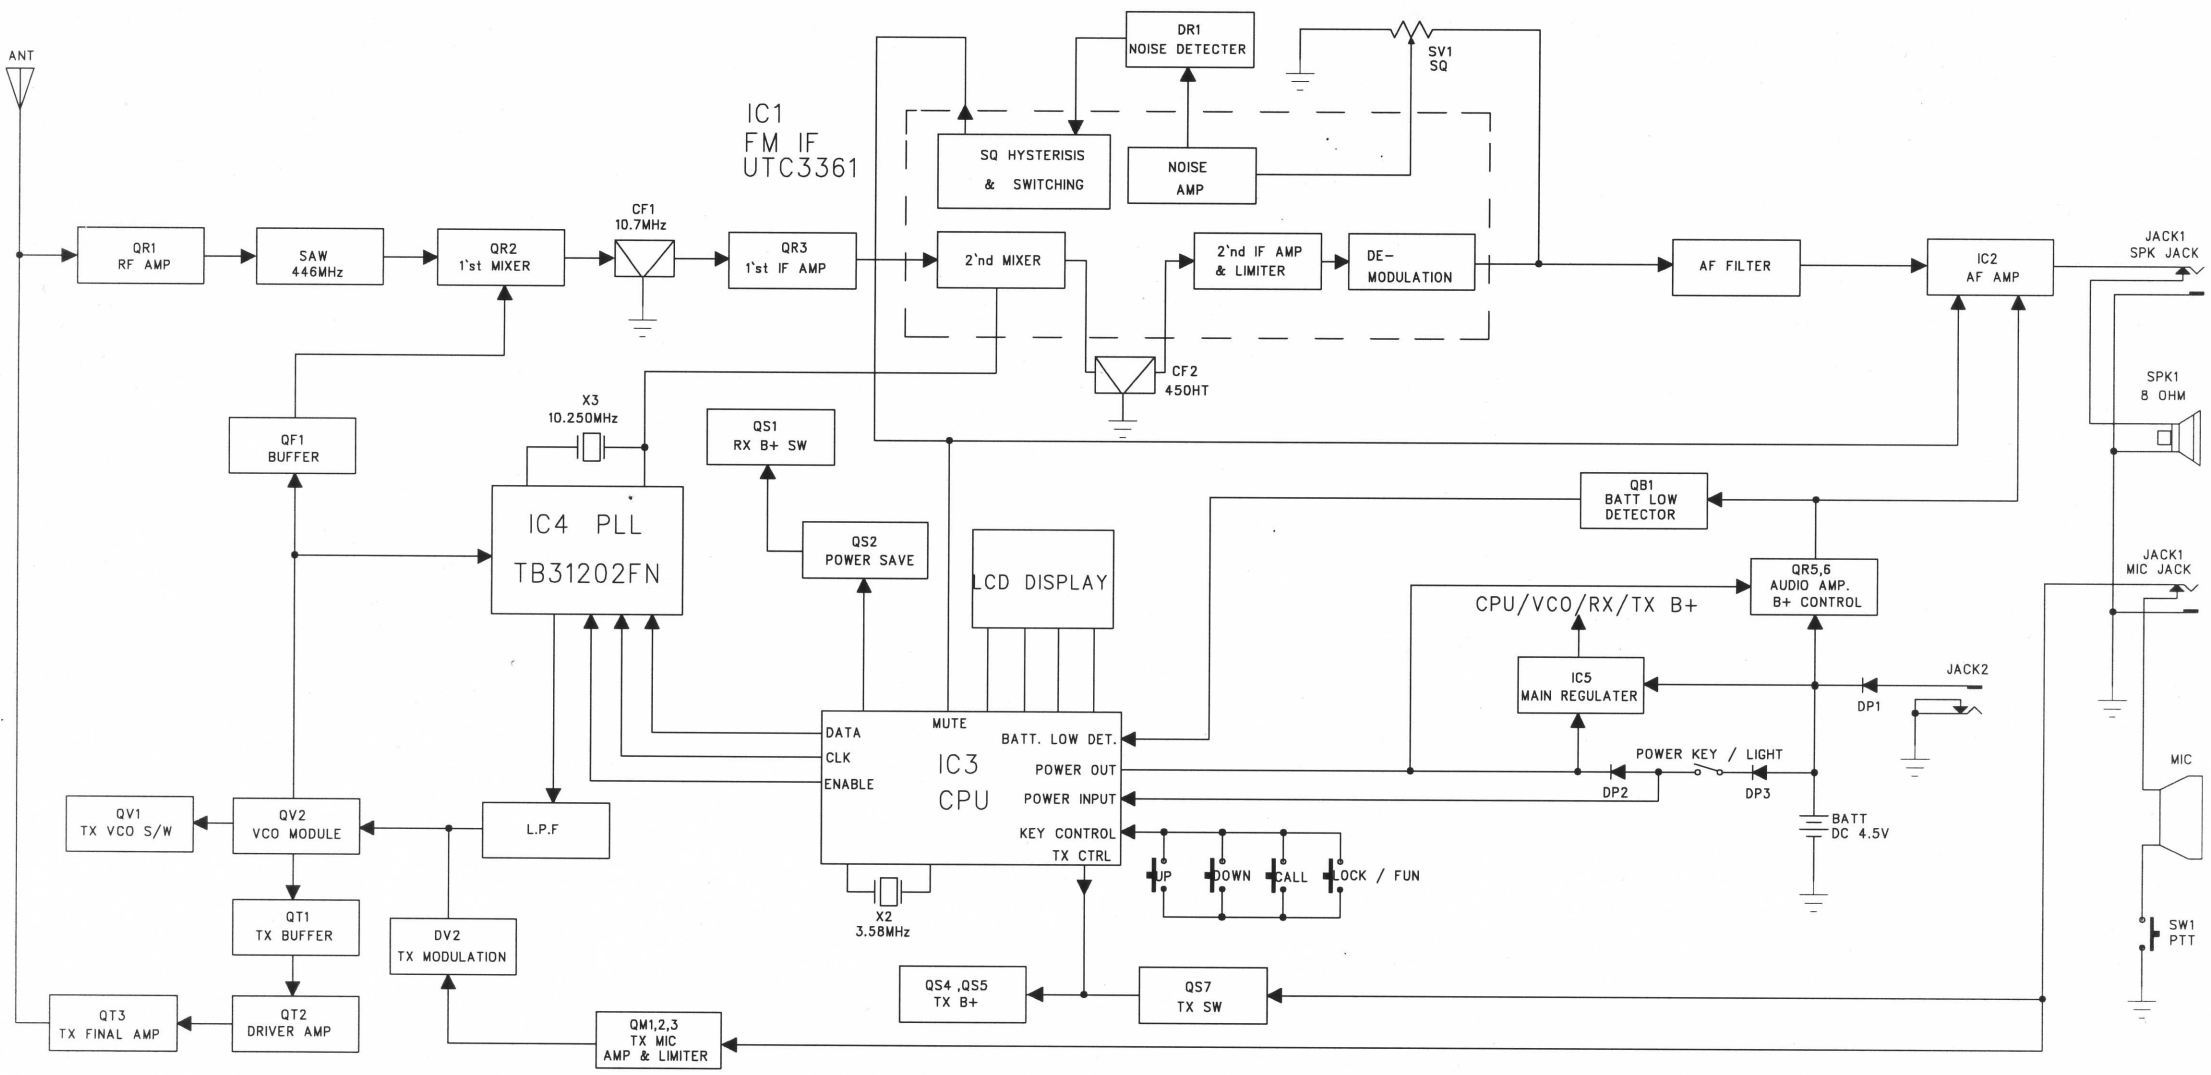 ANT
DR1
NOISE DETECTER
SV1
SQ
IC1
FM IF
UTC3361
SQ HYSTERISIS
& SWITCHING
NOISE
AMP
CF1
10.7MHz
QR1
RF AMP
SAW
446MHz
QR2
1`st MIXER
QR3
1`st IF AMP
2`nd MIXER
2`nd IF AMP
& LIMITER
DE-
MODULATION
AF FILTER
IC2
AF AMP
JACK1
SPK JACK
CF2
450HT
SPK1
8 OHM
X3
10.250MHz
QF1
BUFFER
QS1
RX B+ SW
QB1
BATT LOW
DETECTOR
IC4 PLL
TB31202FN
QS2
POWER SAVE
LCD DISPLAY
QR5,6
AUDIO AMP.
B+ CONTROL
JACK1
MIC JACK
CPU/VCO/RX/TX B+
IC5
MAIN REGULATER
JACK2
DP1
MUTE
DATA
CLK
ENABLE
IC3
CPU
BATT. LOW DET.
POWER OUT
POWER INPUT
KEY CONTROL
TX CTRL
POWER KEY / LIGHT
DP2
DP3
MIC
BATT
DC 4.5V
QV1
TX VCO S/W
QV2
VCO MODULE
L.P.F
UP
DOWN
CALL
LOCK / FUN
X2
3.58MHz
QT1
TX BUFFER
DV2
TX MODULATION
SW1
PTT
QS4 ,QS5
TX B+
QS7
TX SW
QT3
TX FINAL AMP
QT2
DRIVER AMP
QM1,2,3
TX MIC
AMP & LIMITER